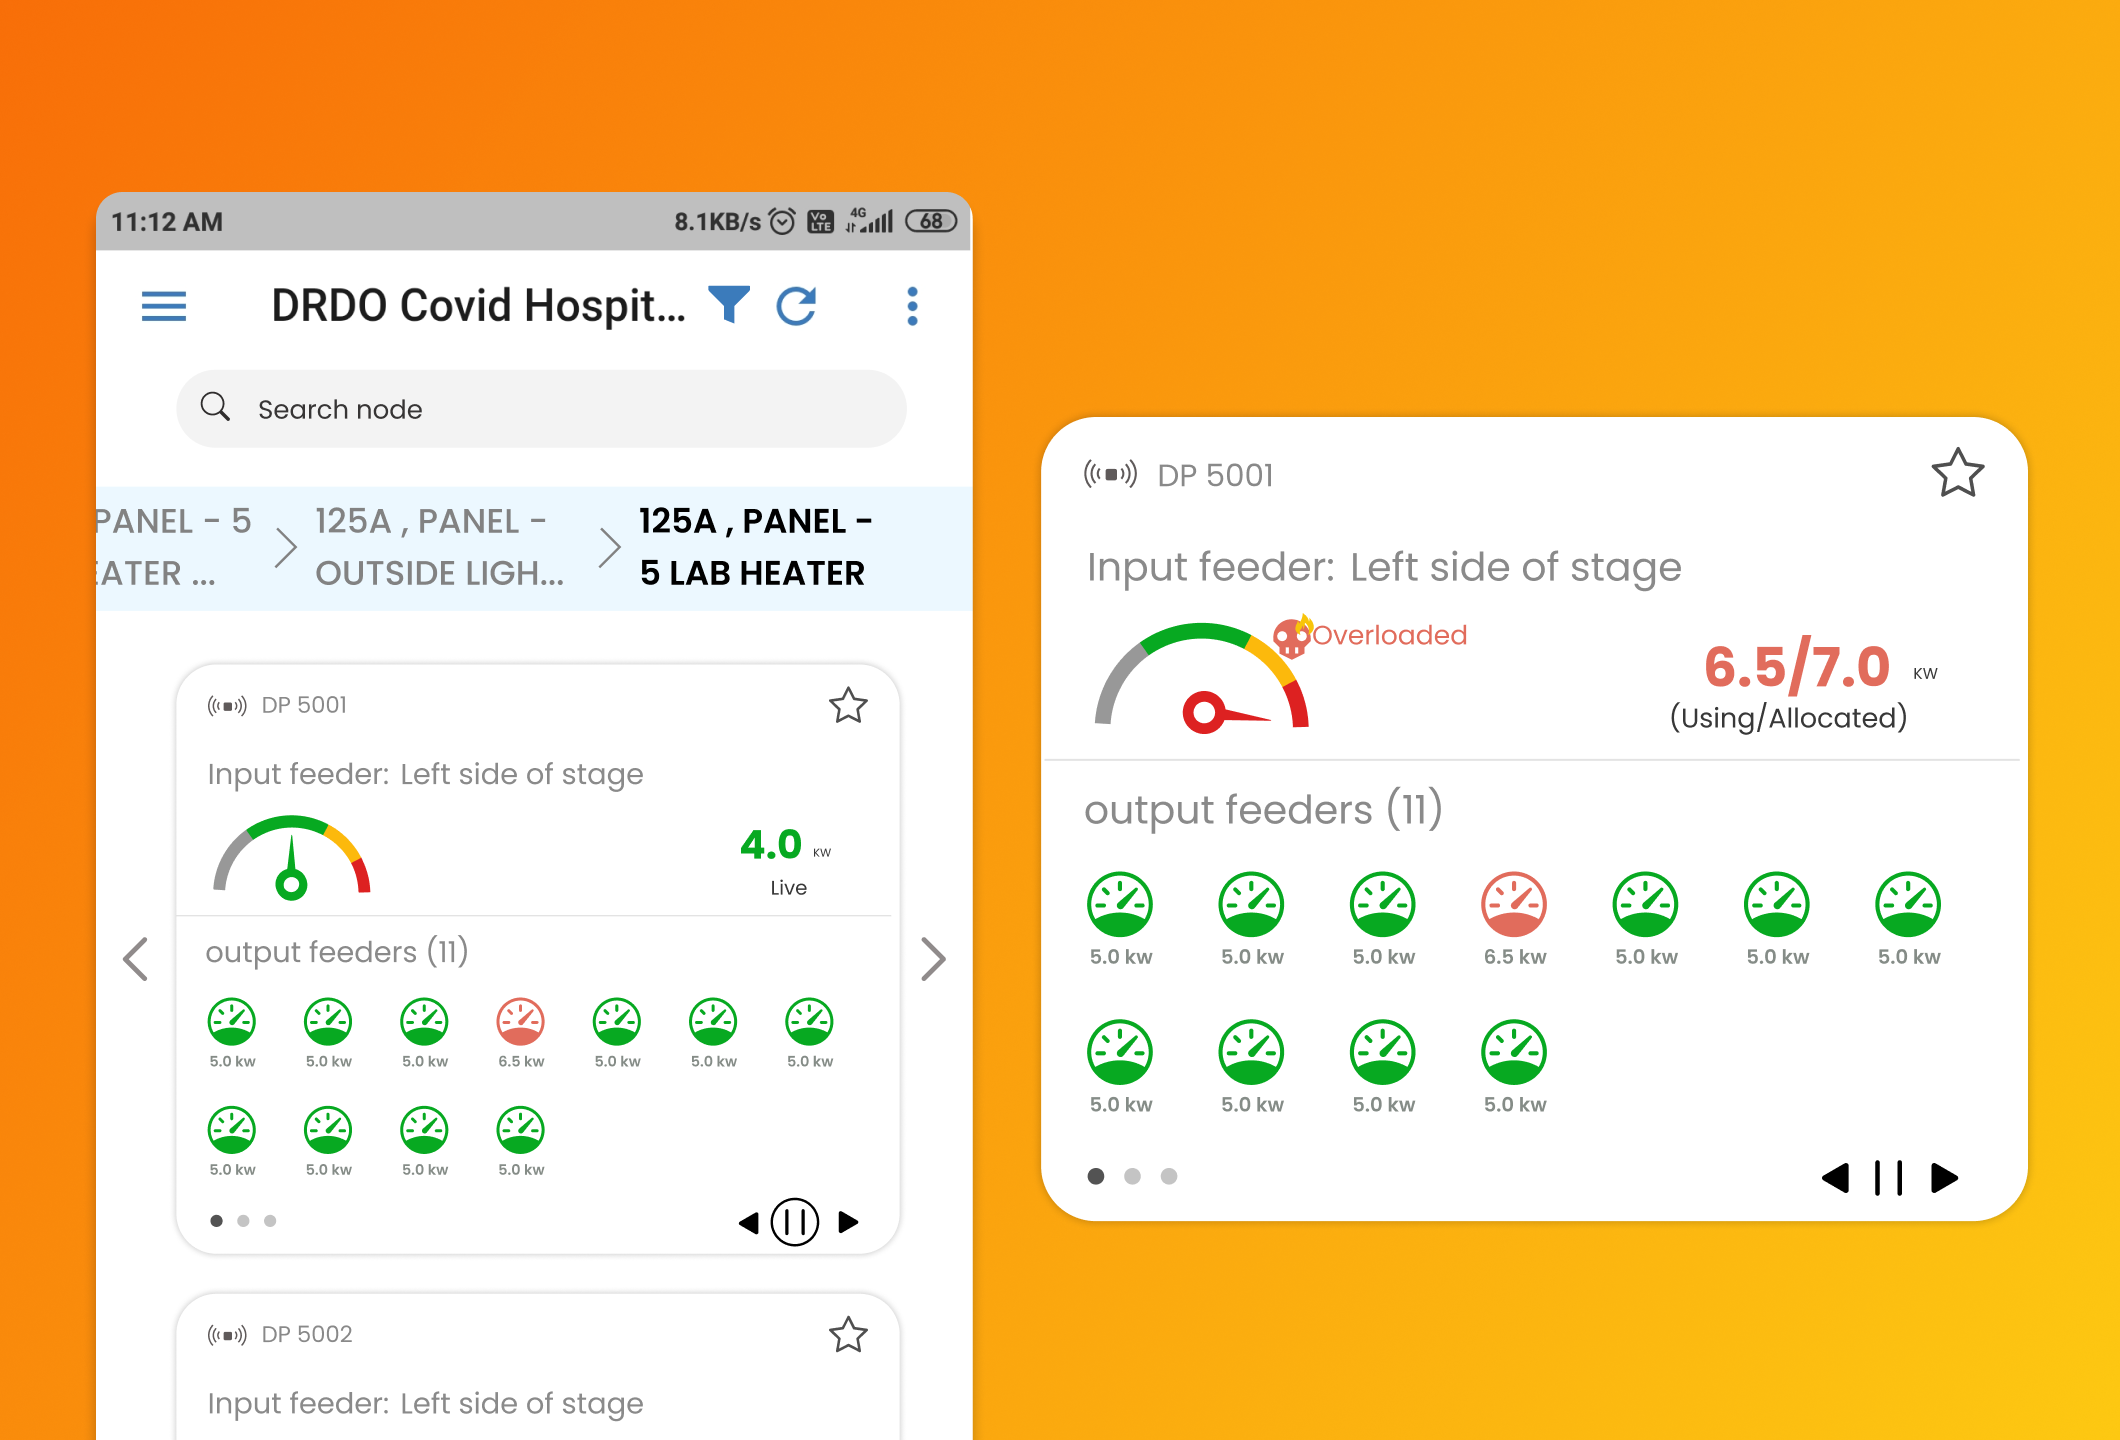 11:12 AM
8.1KB/s
Vo
LTE
4G
68
DRDO Covid Hospit...
Search node
PANEL - 5
EATER ...
125A , PANEL -
OUTSIDE LIGH...
125A , PANEL -
5 LAB HEATER
DP 5001
Input feeder: Left side of stage
4.0 KW
Live
output feeders (11)
5.0 kw 5.0 kw 5.0 kw 6.5 kw 5.0 kw 5.0 kw 5.0 kw
5.0 kw 5.0 kw 5.0 kw 5.0 kw
DP 5002
Input feeder: Left side of stage
DP 5001
Input feeder: Left side of stage
Overloaded
6.5/7.0 KW
(Using/Allocated)
output feeders (11)
5.0 kw 5.0 kw 5.0 kw 6.5 kw 5.0 kw 5.0 kw 5.0 kw
5.0 kw 5.0 kw 5.0 kw 5.0 kw